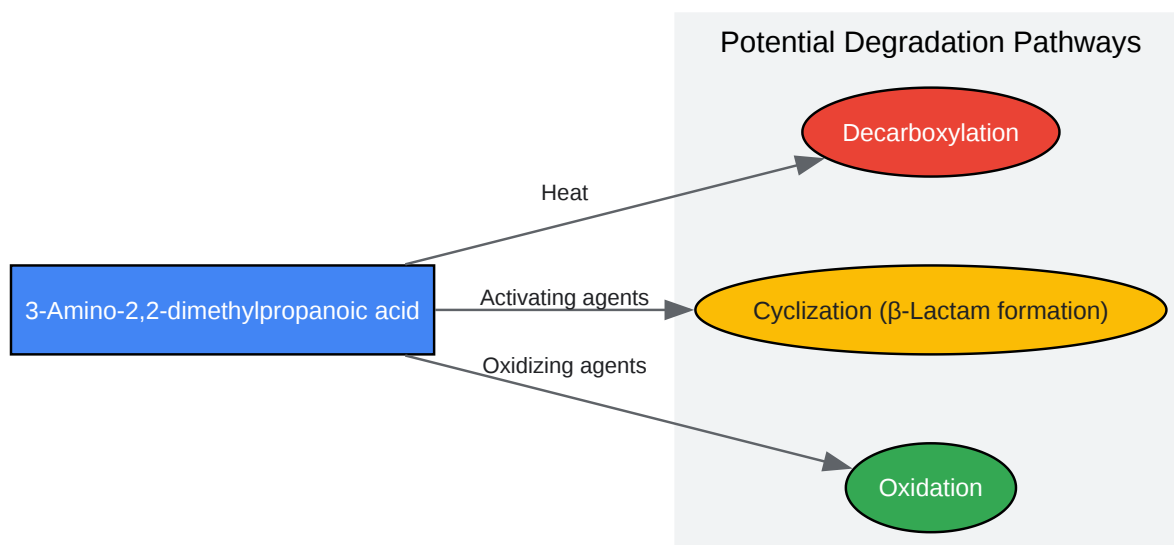 Potential Degradation Pathways
Decarboxylation
Heat
3-Amino-2,2-dimethylpropanoic acid
Activating agents
Cyclization (β-Lactam formation)
Oxidizing agents
Oxidation